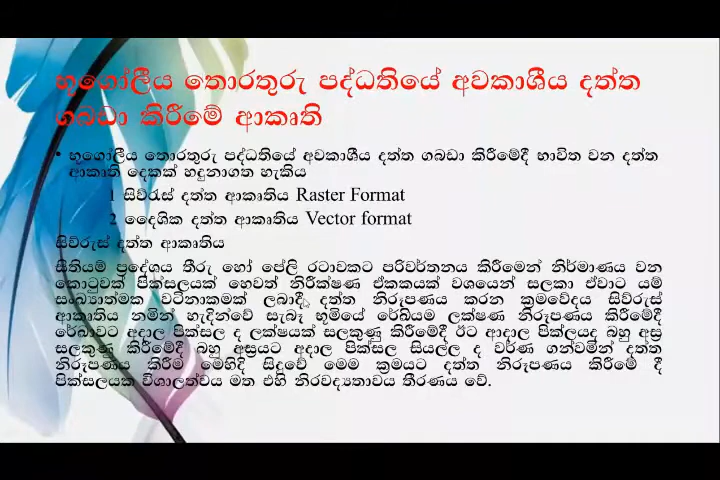 භූගෝලීය තොරතුරු පද්ධතියේ අවකාශීය දත්ත
ගබඩා කිරීමේ ආකෘති
• භූගෝලීය තොරතුරු පද්ධතියේ අවකාශීය දත්ත ගබඩා කිරීමේදී භාවිත වන දත්ත
ආකෘති දෙකක් හදුනාගත හැකිය
1 සිව්රැස් දත්ත ආකෘතිය Raster Format
2 දෛශික දත්ත ආකෘතිය Vector format
සිව්රුස් දත්ත ආකෘතිය
සිතියම් ප්‍රදේශය තීරු හෝ පේළි රටාවකට පරිවර්තනය කිරීමෙන් නිර්මාණය වන
කොටුවක් පික්සලයක් හෙවත් නිරීක්ෂණ ඒකකයක් වශයෙන් සලකා ඒවාට යම්
සංඛ්‍යාත්මක වටිනාකමක් ලබාදී දත්ත නිරූපණය කරන ක්‍රමවේදය සිව්රුස්
ආකෘතිය නමින් හැදින්වේ සැබෑ භූමියේ රේඛීයම ලක්ෂණ නිරූපණය කිරීමේදී
රේඛාවට අදාල පික්සල ද ලක්ෂයක් සලකුණු කිරීමේදී ඊට ආදාල පික්ලයද බහු අස්‍ර
සලකුණු කිරීමේදී බහු අස්‍රයට අදාල පික්සල සියල්ල ද වර්ණ ගන්වමින් දත්ත
නිරූපණය කිරීම මෙහිදි සිදුවේ මෙම ක්‍රමයට දත්ත නිරූපණය කිරීමේ දී
පික්සලයක විශාලත්වය මත එහි නිරවද්‍යතාවය තීරණය වේ.